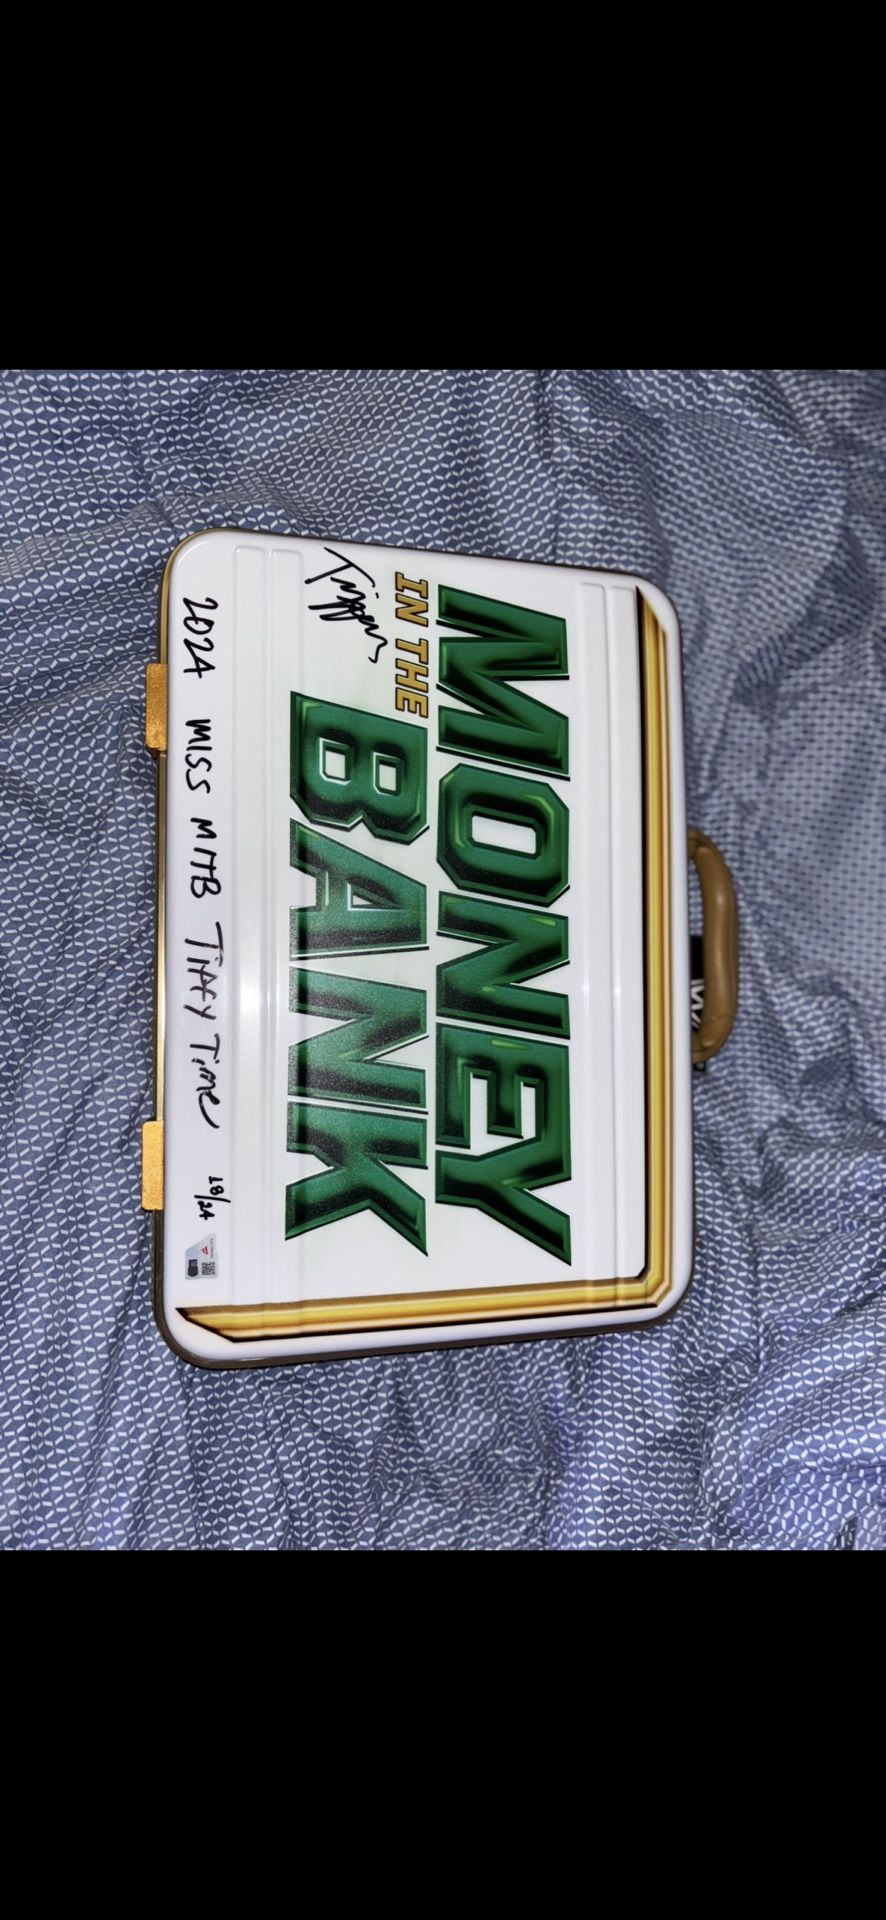 MONEY
IN THE
BANK
2024 MISS MITB TIFFY TIME 18/24